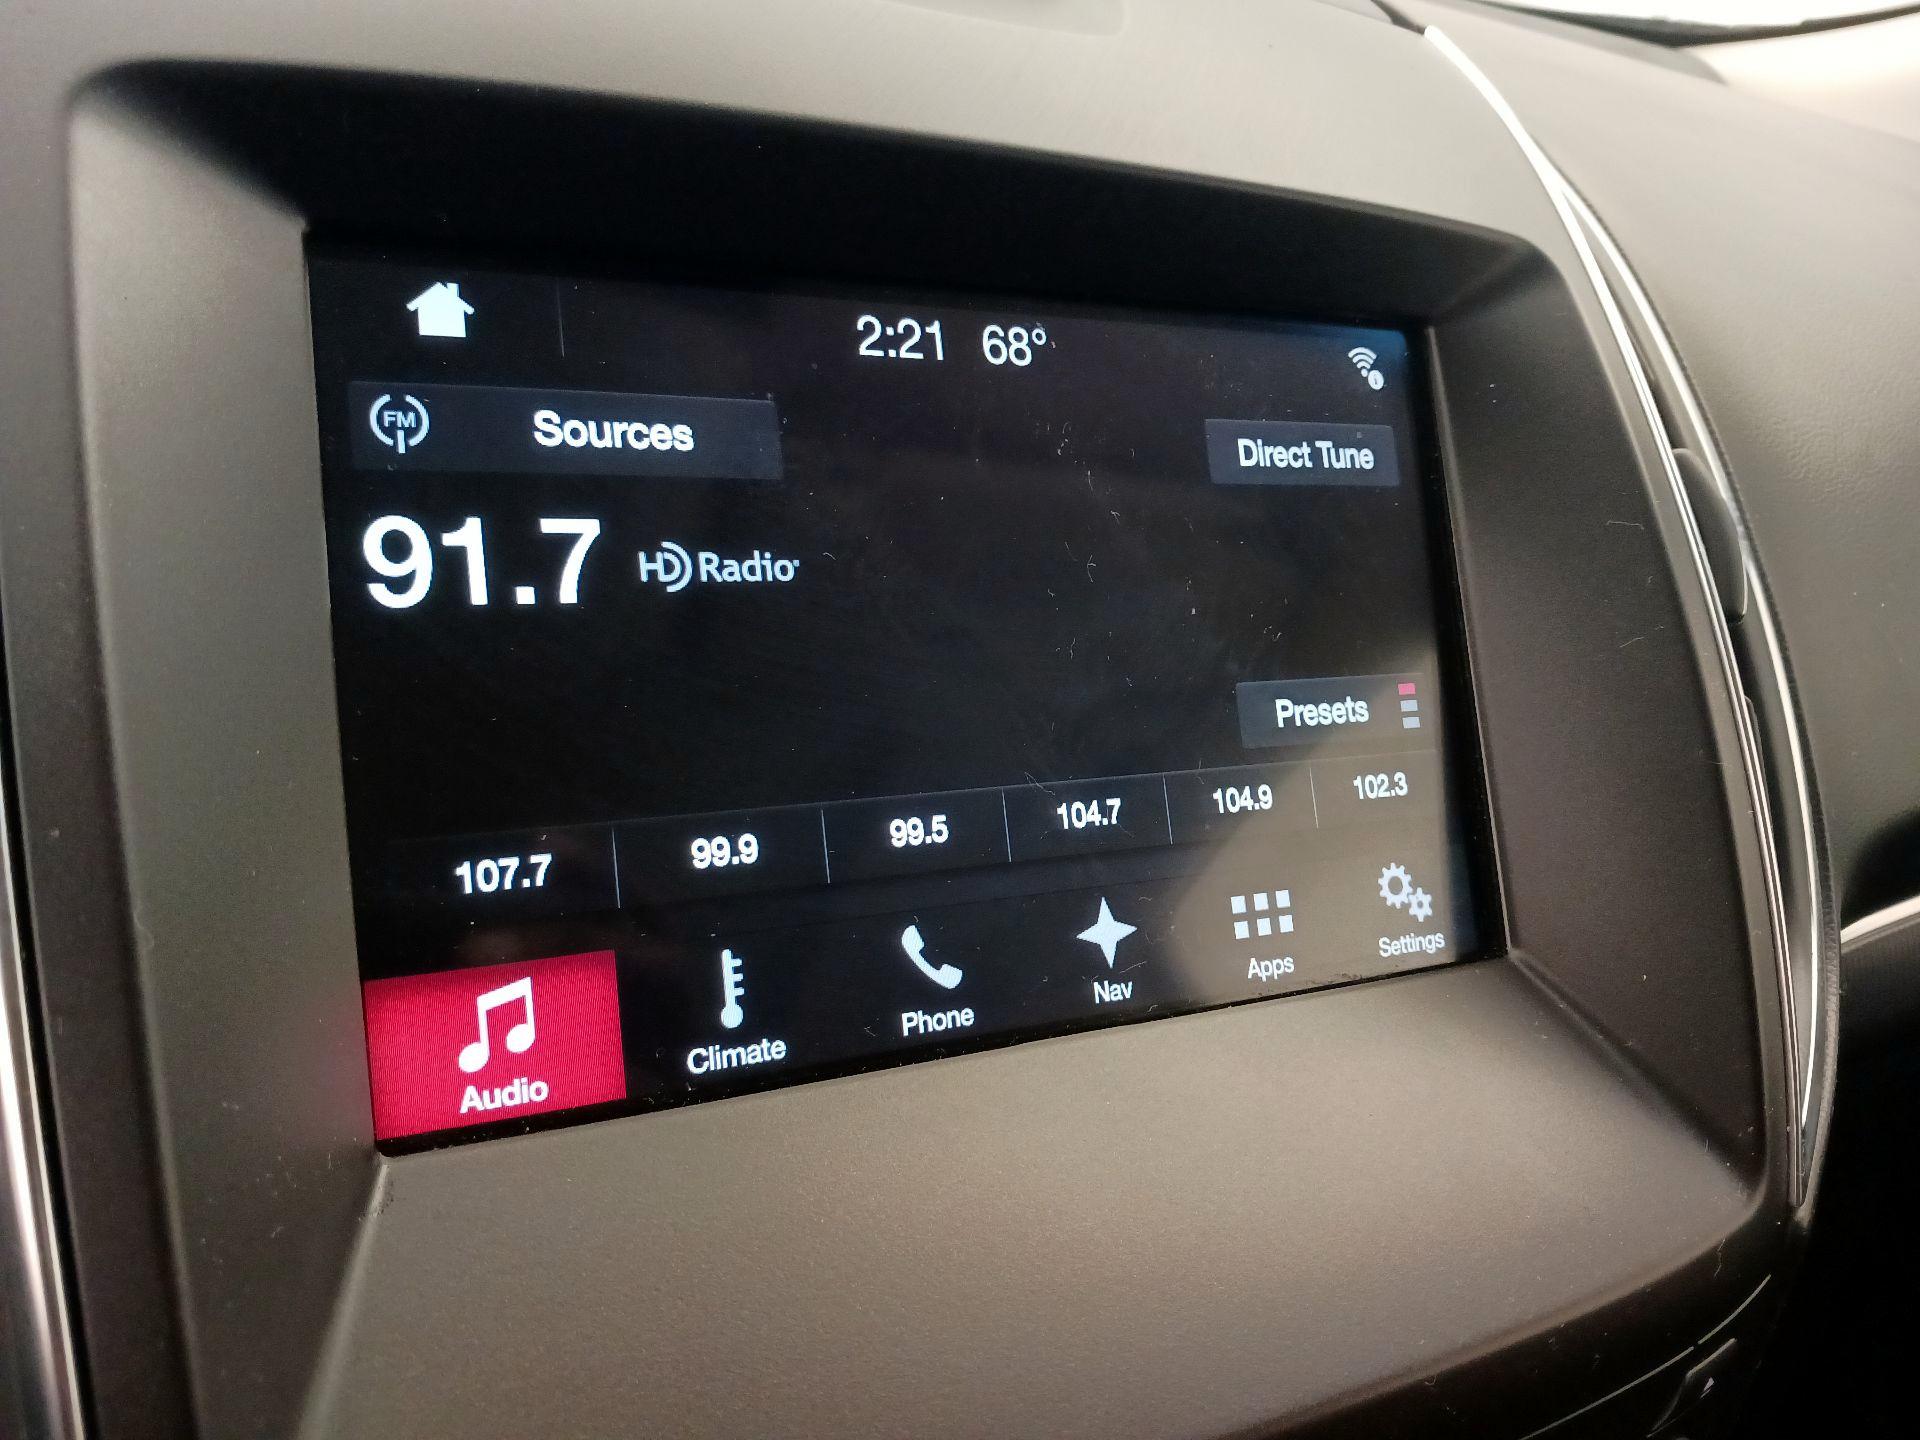 2:21 68°
FM Sources
Direct Tune
91.7 HD Radio
Presets
107.7 99.9 99.5 104.7 104.9 102.3
Audio Climate Phone Nav Apps Settings